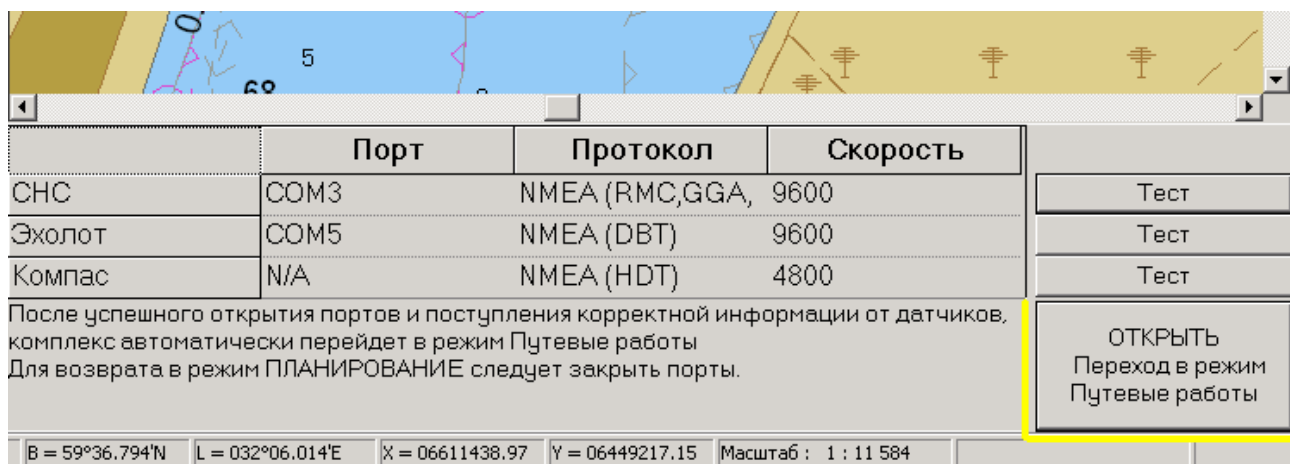 5
68
Порт Протокол Скорость
СНС COM3 NMEA (RMC,GGA, 9600 Тест
Эхолот COM5 NMEA (DBT) 9600 Тест
Компас N/A NMEA (HDT) 4800 Тест
После успешного открытия портов и поступления корректной информации от датчиков,
комплекс автоматически перейдет в режим Путевые работы
Для возврата в режим ПЛАНИРОВАНИЕ следует закрыть порты.
ОТКРЫТЬ
Переход в режим
Путевые работы
B = 59°36.794'N L = 032°06.014'E X = 06611438.97 Y = 06449217.15 Масштаб : 1 : 11 584